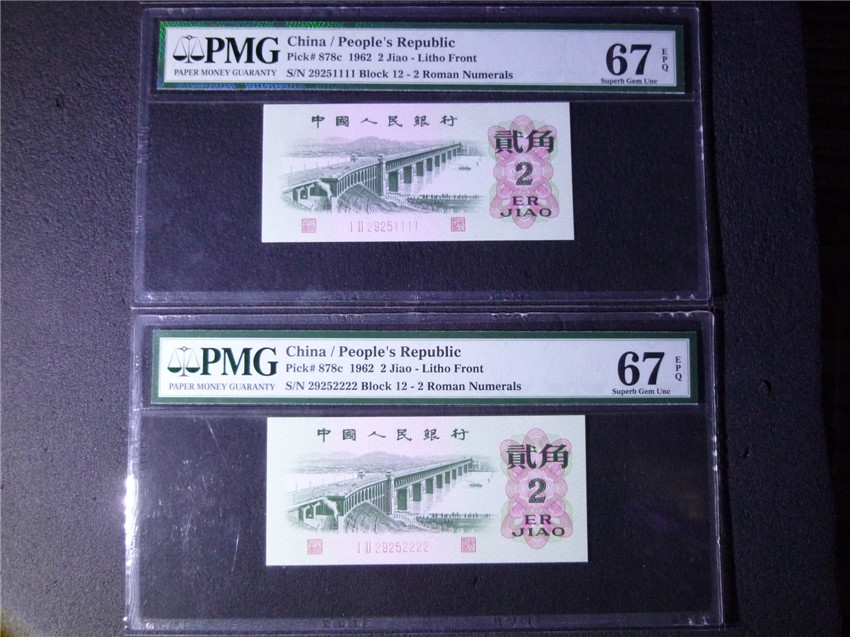 PMG
PAPER MONEY GUARANTY
China / People's Republic
Pick# 878c 1962 2 Jiao - Litho Front
S/N 29251111 Block 12 - 2 Roman Numerals
67
EPQ
Superb Gem Unc
中國人民銀行
貳角
2
ER
JIAO
I II 29251111
PMG
PAPER MONEY GUARANTY
China / People's Republic
Pick# 878c 1962 2 Jiao - Litho Front
S/N 29252222 Block 12 - 2 Roman Numerals
67
EPQ
Superb Gem Unc
中國人民銀行
貳角
2
ER
JIAO
I II 29252222